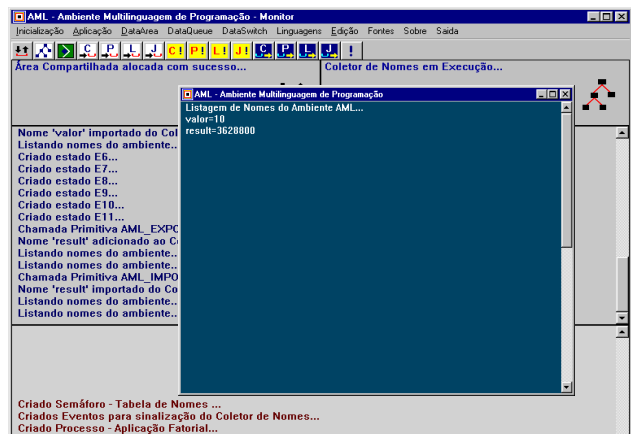 AML - Ambiente Multilinguagem de Programação - Monitor
Inicialização Aplicação DataArea DataQueue DataSwitch Linguagens Edição Fontes Sobre Saida
C P L J C! P! L! J! C P L J !
Área Compartilhada alocada com sucesso...
Coletor de Nomes em Execução...
AML - Ambiente Multilinguagem de Programação
Listagem de Nomes do Ambiente AML...
valor=10
result=3628800
Nome 'valor' importado do Col
Listando nomes do ambiente..
Criado estado E6...
Criado estado E7...
Criado estado E8...
Criado estado E9...
Criado estado E10...
Criado estado E11...
Chamada Primitiva AML_EXPO
Nome 'result' adicionado ao Co
Listando nomes do ambiente..
Listando nomes do ambiente..
Chamada Primitiva AML_IMPO
Nome 'result' importado do Co
Listando nomes do ambiente..
Listando nomes do ambiente..
Criado Semáforo - Tabela de Nomes ...
Criados Eventos para sinalização do Coletor de Nomes...
Criado Processo - Aplicação Fatorial...